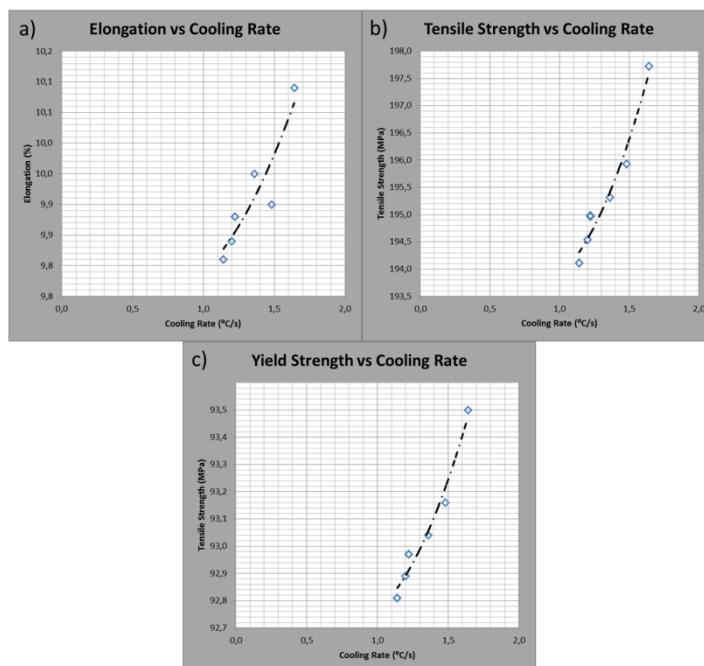 a)
Elongation vs Cooling Rate
Elongation (%)
10,2
10,1
10,1
10,0
10,0
9,9
9,9
9,8
9,8
0,0 0,5 1,0 1,5 2,0
Cooling Rate (ºC/s)
b)
Tensile Strength vs Cooling Rate
Tensile Strength (MPa)
198,0
197,5
197,0
196,5
196,0
195,5
195,0
194,5
194,0
193,5
0,0 0,5 1,0 1,5 2,0
Cooling Rate (ºC/s)
c)
Yield Strength vs Cooling Rate
Tensile Strength (MPa)
93,5
93,4
93,3
93,2
93,1
93,0
92,9
92,8
92,7
0,0 0,5 1,0 1,5 2,0
Cooling Rate (ºC/s)